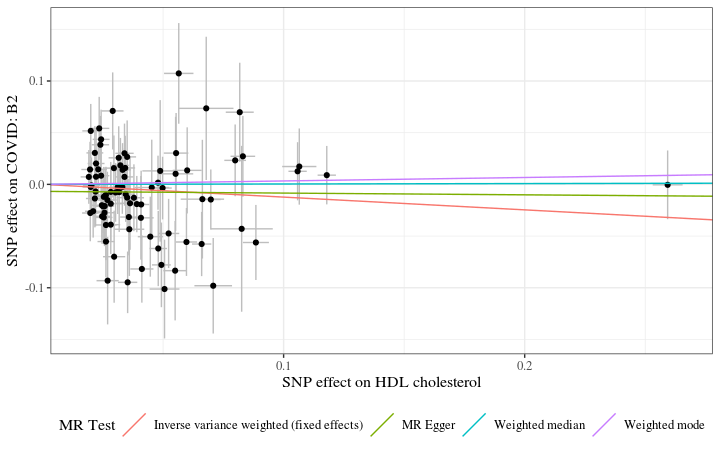 SNP effect on COVID: B2
0.1
0.0
-0.1
0.1
0.2
SNP effect on HDL cholesterol
MR Test
Inverse variance weighted (fixed effects)
MR Egger
Weighted median
Weighted mode